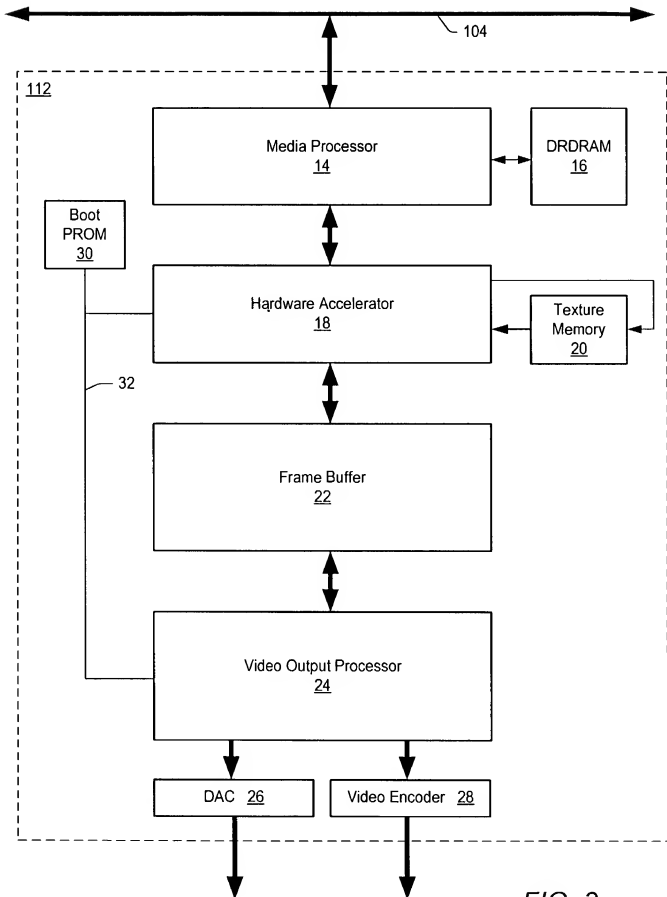 104
112
Media Processor
14
DRDRAM
16
Boot
PROM
30
Hardware Accelerator
18
Texture
Memory
20
32
Frame Buffer
22
Video Output Processor
24
DAC 26
Video Encoder 28